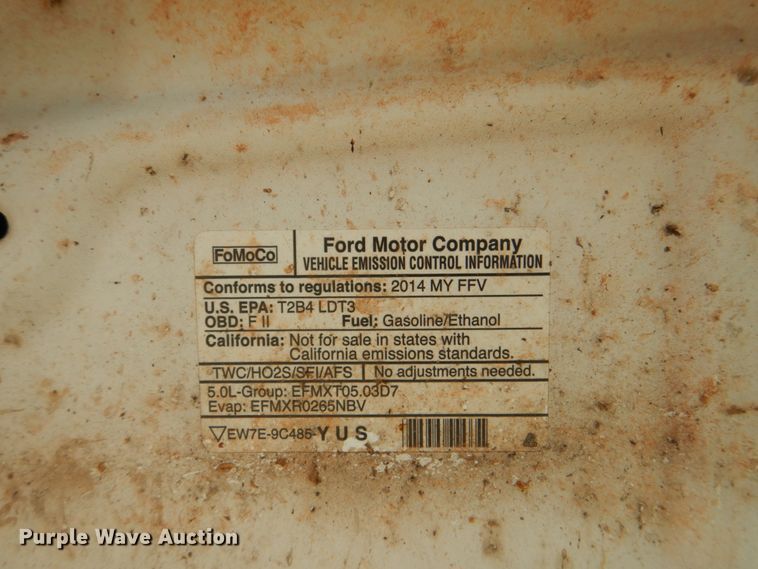 FoMoCo
Ford Motor Company
VEHICLE EMISSION CONTROL INFORMATION
Conforms to regulations: 2014 MY FFV
U.S. EPA: T2B4 LDT3
OBD: F II Fuel: Gasoline/Ethanol
California: Not for sale in states with
California emissions standards.
TWC/HO2S/SFI/AFS No adjustments needed.
5.0L-Group: EFMXT05.03D7
Evap: EFMXR0265NBV
EW7E-9C485-YUS
Purple Wave Auction